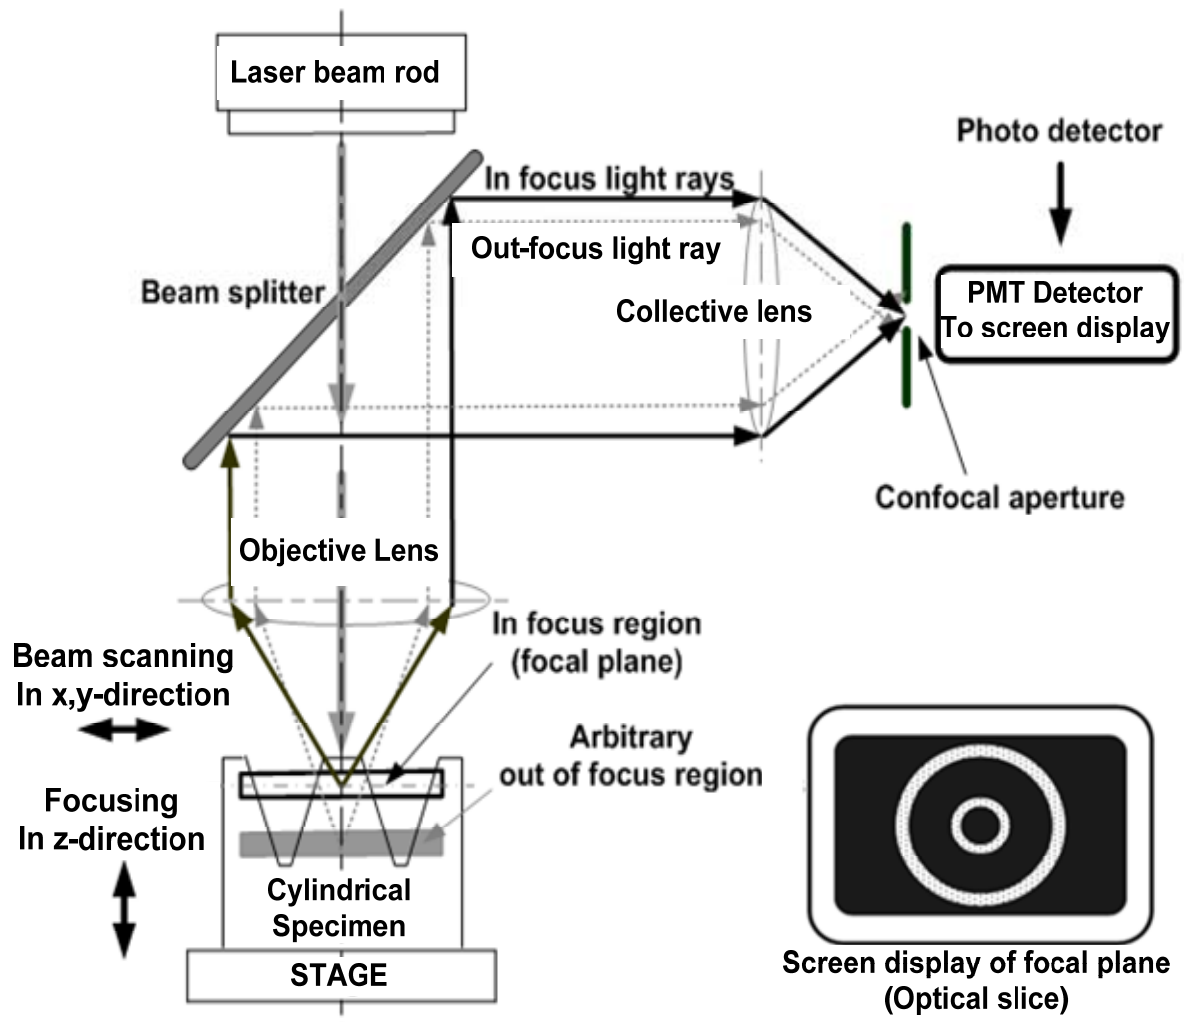 Laser beam rod
Photo detector
In focus light rays
Out-focus light ray
Beam splitter
Collective lens
PMT Detector
To screen display
Confocal aperture
Objective Lens
In focus region
(focal plane)
Beam scanning
In x,y-direction
Arbitrary
out of focus region
Focusing
In z-direction
Cylindrical
Specimen
STAGE
Screen display of focal plane
(Optical slice)